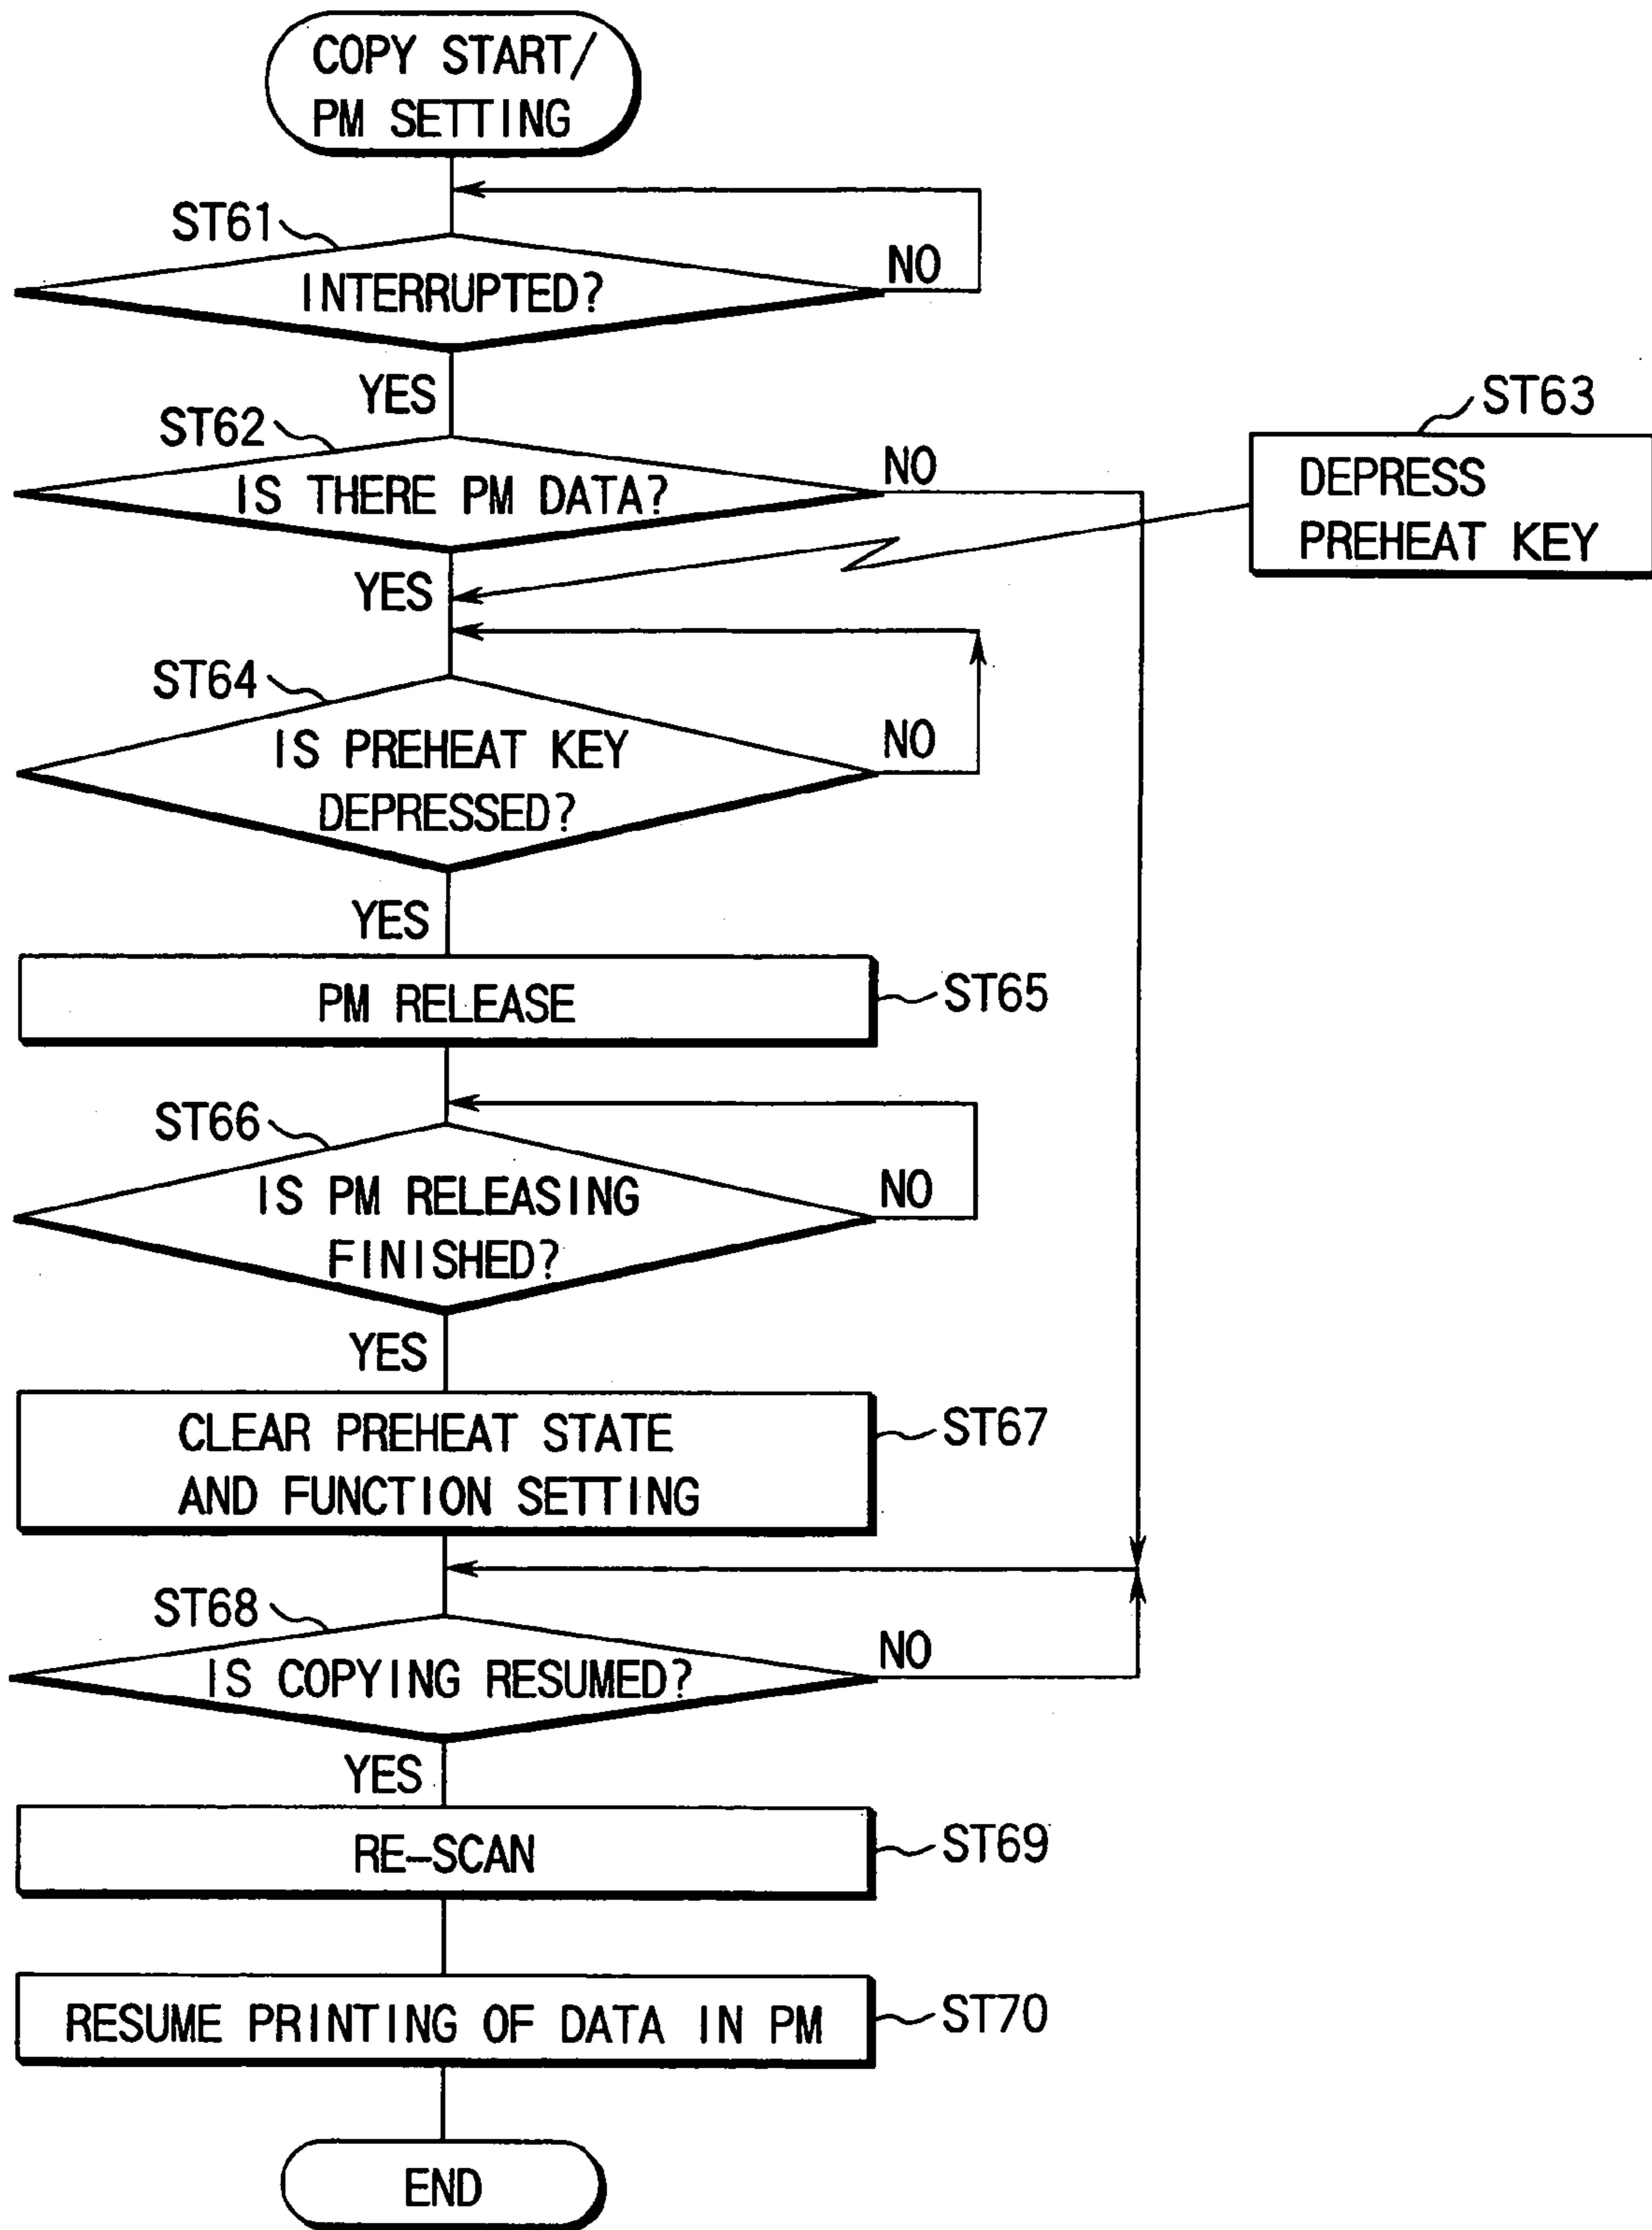 COPY START/
PM SETTING
ST61
INTERRUPTED?
NO
YES
ST62
IS THERE PM DATA?
NO
ST63
DEPRESS
PREHEAT KEY
YES
ST64
IS PREHEAT KEY
DEPRESSED?
NO
YES
PM RELEASE
ST65
ST66
IS PM RELEASING
FINISHED?
NO
YES
CLEAR PREHEAT STATE
AND FUNCTION SETTING
ST67
ST68
IS COPYING RESUMED?
NO
YES
RE-SCAN
ST69
RESUME PRINTING OF DATA IN PM
ST70
END